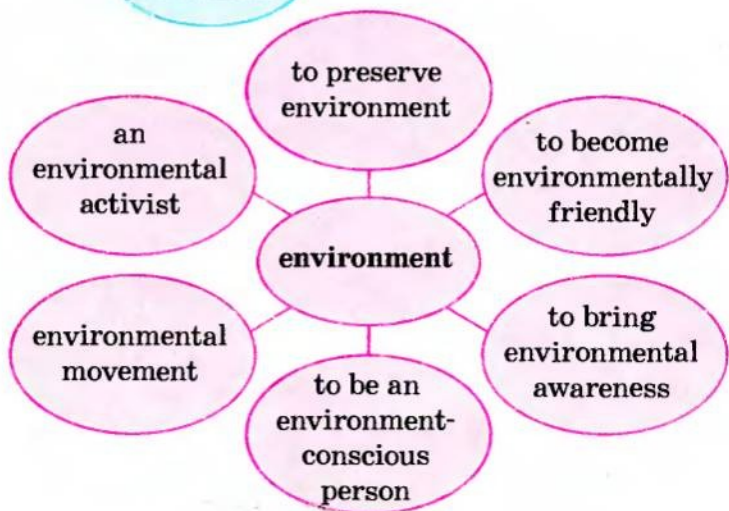 to preserve
environment
an
environmental
activist
to become
environmentally
friendly
environment
environmental
movement
to bring
environmental
awareness
to be an
environment-
conscious
person